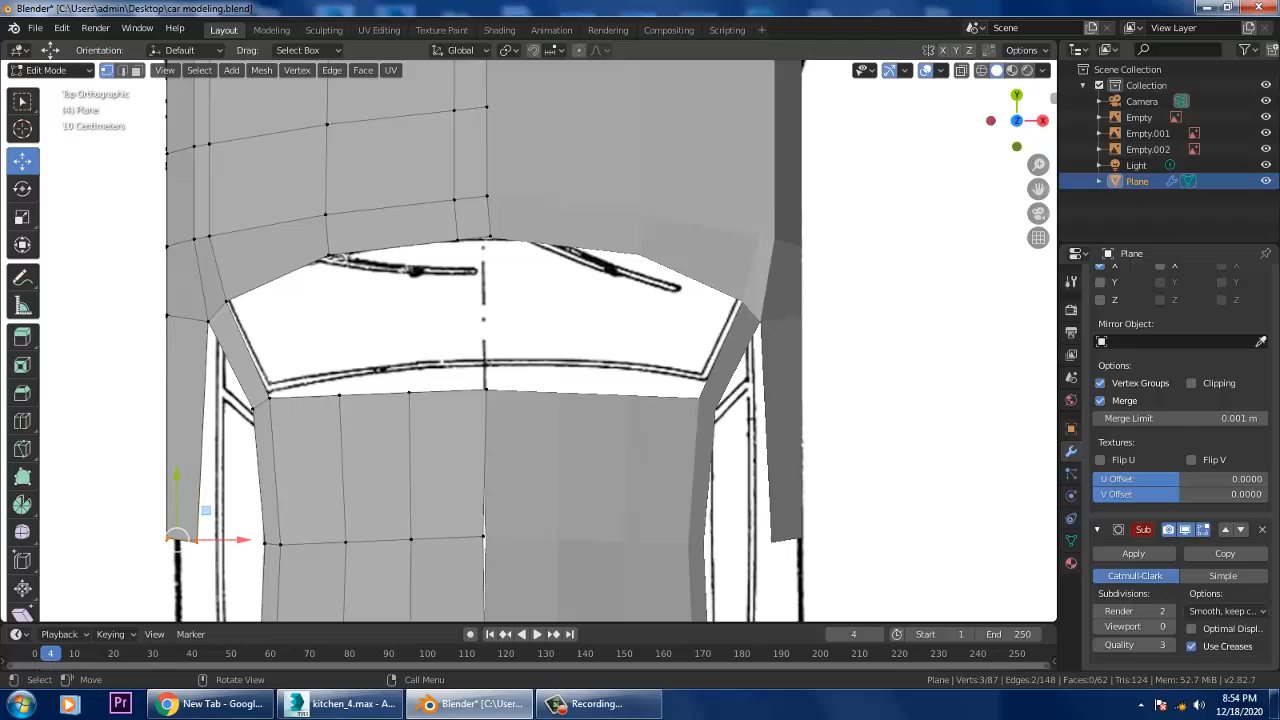 Blender* [C:\Users\admin\Desktop\car modeling.blend]
File Edit Render Window Help Layout Modeling Sculpting UV Editing Texture Paint Shading Animation Rendering Compositing Scripting Scene View Layer
Orientation: Default Drag: Select Box Global X Y Z Options
Edit Mode View Select Add Mesh Vertex Edge Face UV
Scene Collection
Collection
Camera
Empty
Empty.001
Empty.002
Light
Plane
Top Orthographic
(4) Plane
10 Centimeters
Y
Z X
Plane
X
Y
Z
Mirror Object:
Options:
Vertex Groups Clipping
Merge
Merge Limit 0.001 m
Textures:
Flip U Flip V
U Offset 0.0000
V Offset 0.0000
Sub
Apply Copy
Catmull-Clark Simple
Subdivisions: Options:
Render 2 Smooth, keep c..
Viewport 0 Optimal Displ..
Quality 3 Use Creases
Playback Keying View Marker 4 Start 1 End 250
0 4 10 20 30 40 50 60 70 80 90 100 110 120 130 140 150 160 170 180 190 200 210 220 230 240 250
Select Move Rotate View Call Menu Plane | Verts:3/87 | Edges:2/148 | Faces:0/62 | Tris:124 | Mem: 52.7 MiB | v2.82.7
Pr New Tab - Googl... kitchen_4.max - A... Blender* [C:\Us... Recording... 8:54 PM
12/18/2020